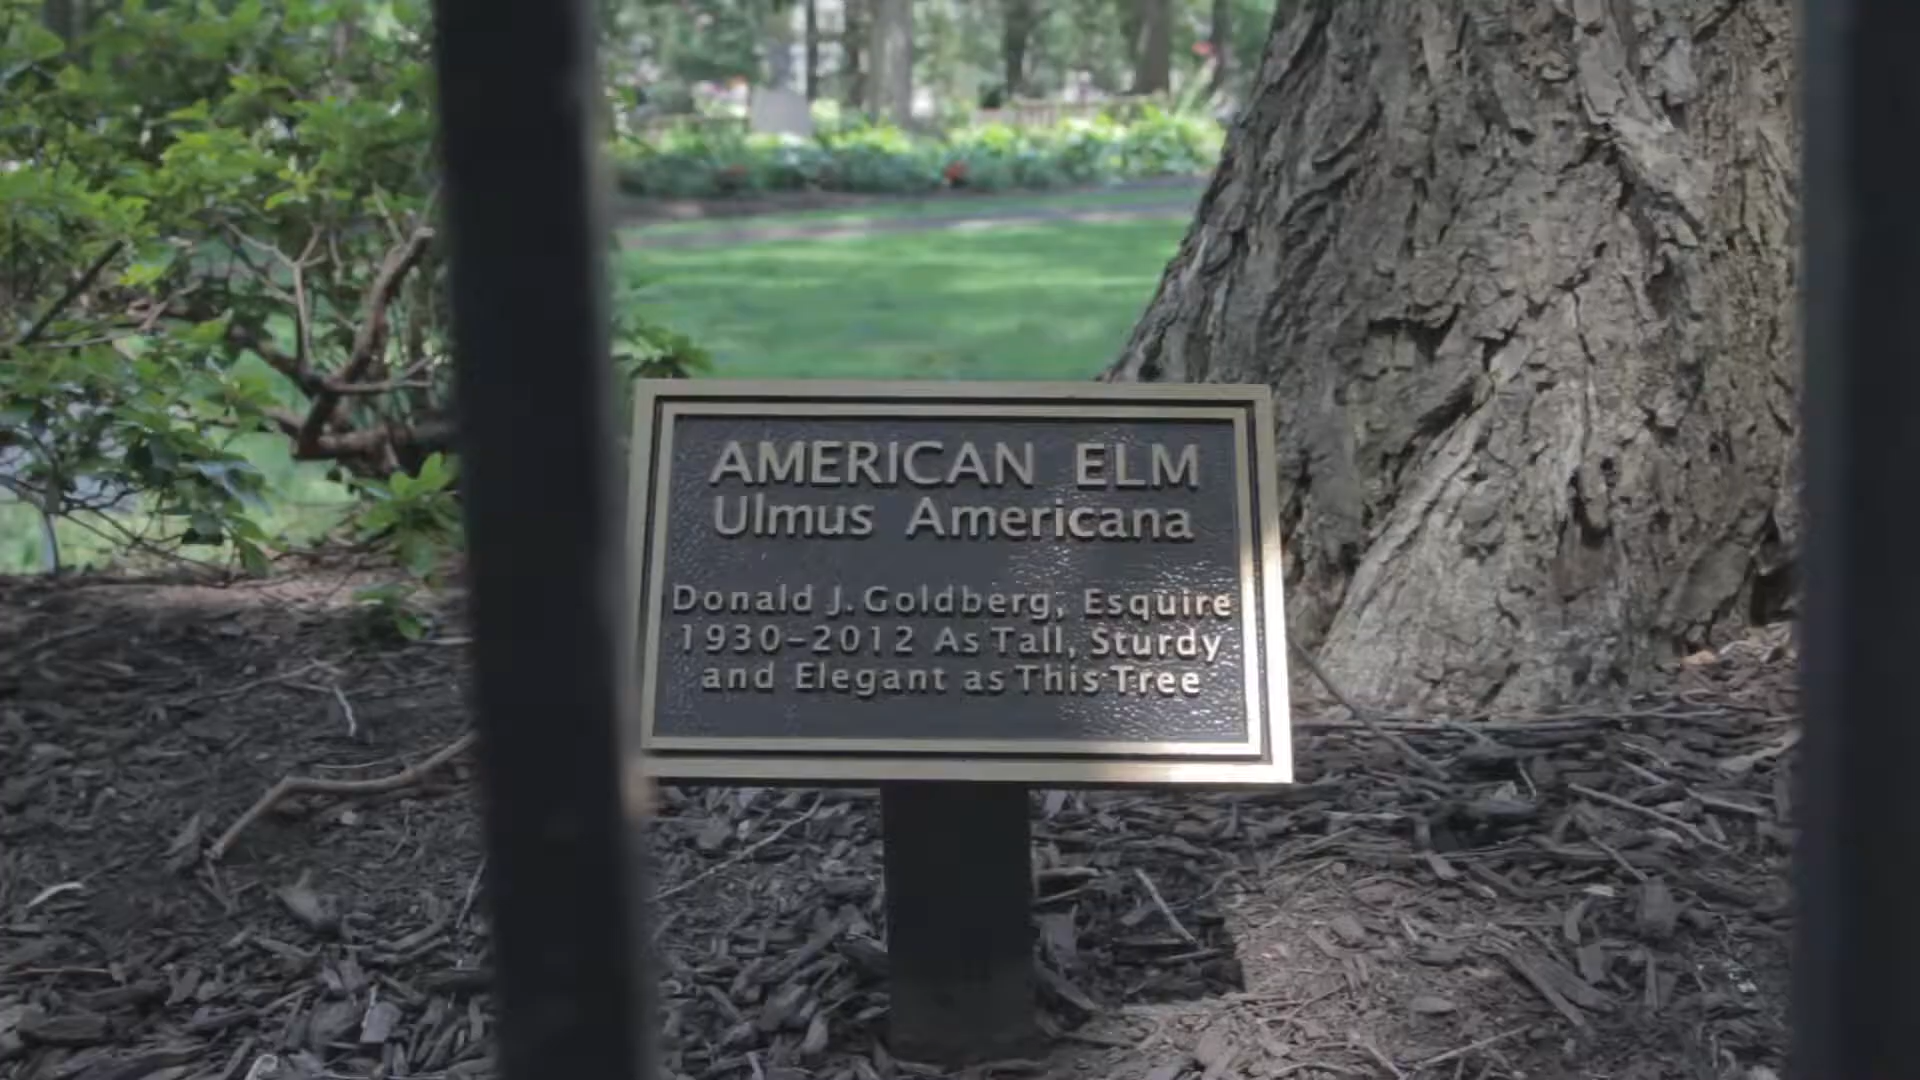 AMERICAN ELM
Ulmus Americana
Donald J. Goldberg, Esquire
1930-2012 As Tall, Sturdy
and Elegant as This Tree